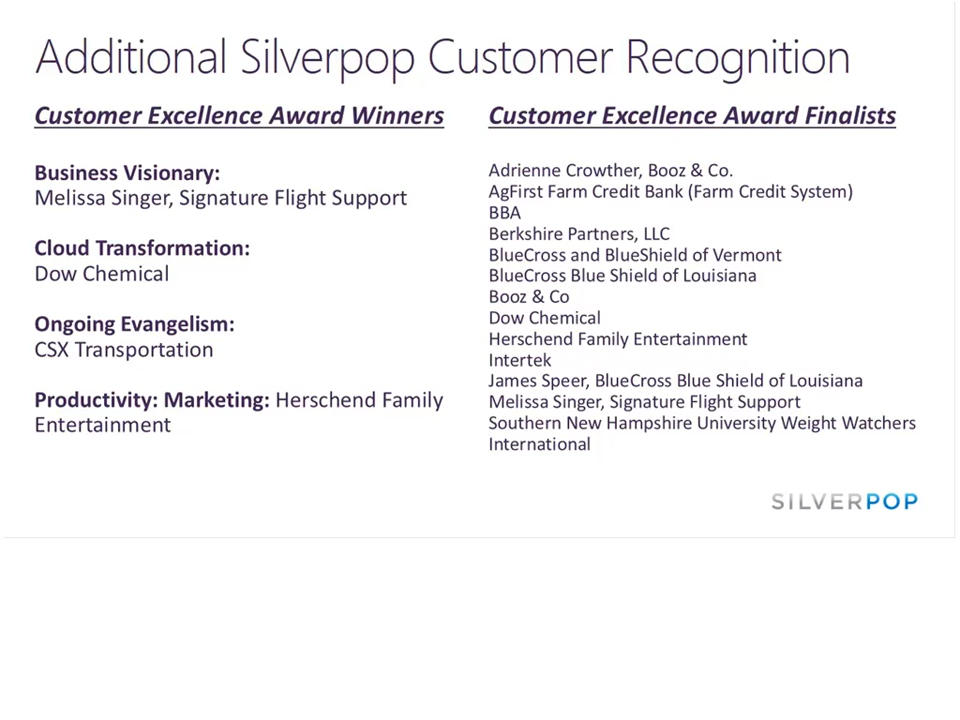 Additional Silverpop Customer Recognition
Customer Excellence Award Winners
Business Visionary:
Melissa Singer, Signature Flight Support
Cloud Transformation:
Dow Chemical
Ongoing Evangelism:
CSX Transportation
Productivity: Marketing: Herschend Family
Entertainment
Customer Excellence Award Finalists
Adrienne Crowther, Booz & Co.
AgFirst Farm Credit Bank (Farm Credit System)
BBA
Berkshire Partners, LLC
BlueCross and BlueShield of Vermont
BlueCross Blue Shield of Louisiana
Booz & Co
Dow Chemical
Herschend Family Entertainment
Intertek
James Speer, BlueCross Blue Shield of Louisiana
Melissa Singer, Signature Flight Support
Southern New Hampshire University Weight Watchers
International
SILVERPOP